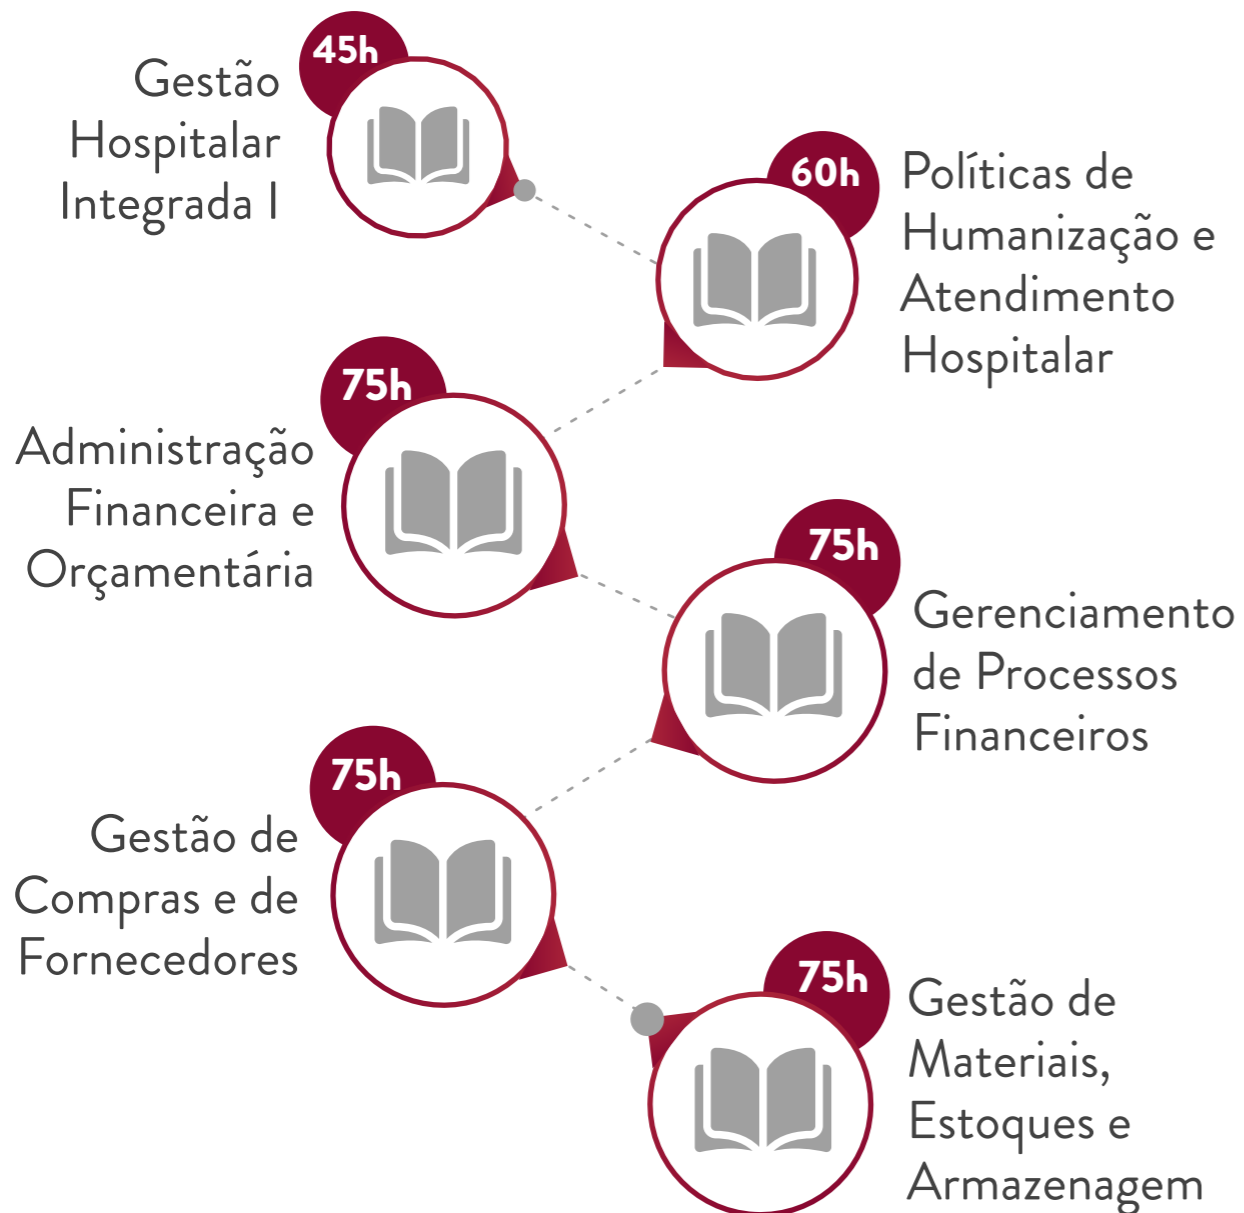 45h
Gestão
Hospitalar
Integrada I
60h
Políticas de
Humanização e
Atendimento
Hospitalar
75h
Administração
Financeira e
Orçamentária
75h
Gerenciamento
de Processos
Financeiros
75h
Gestão de
Compras e de
Fornecedores
75h
Gestão de
Materiais,
Estoques e
Armazenagem